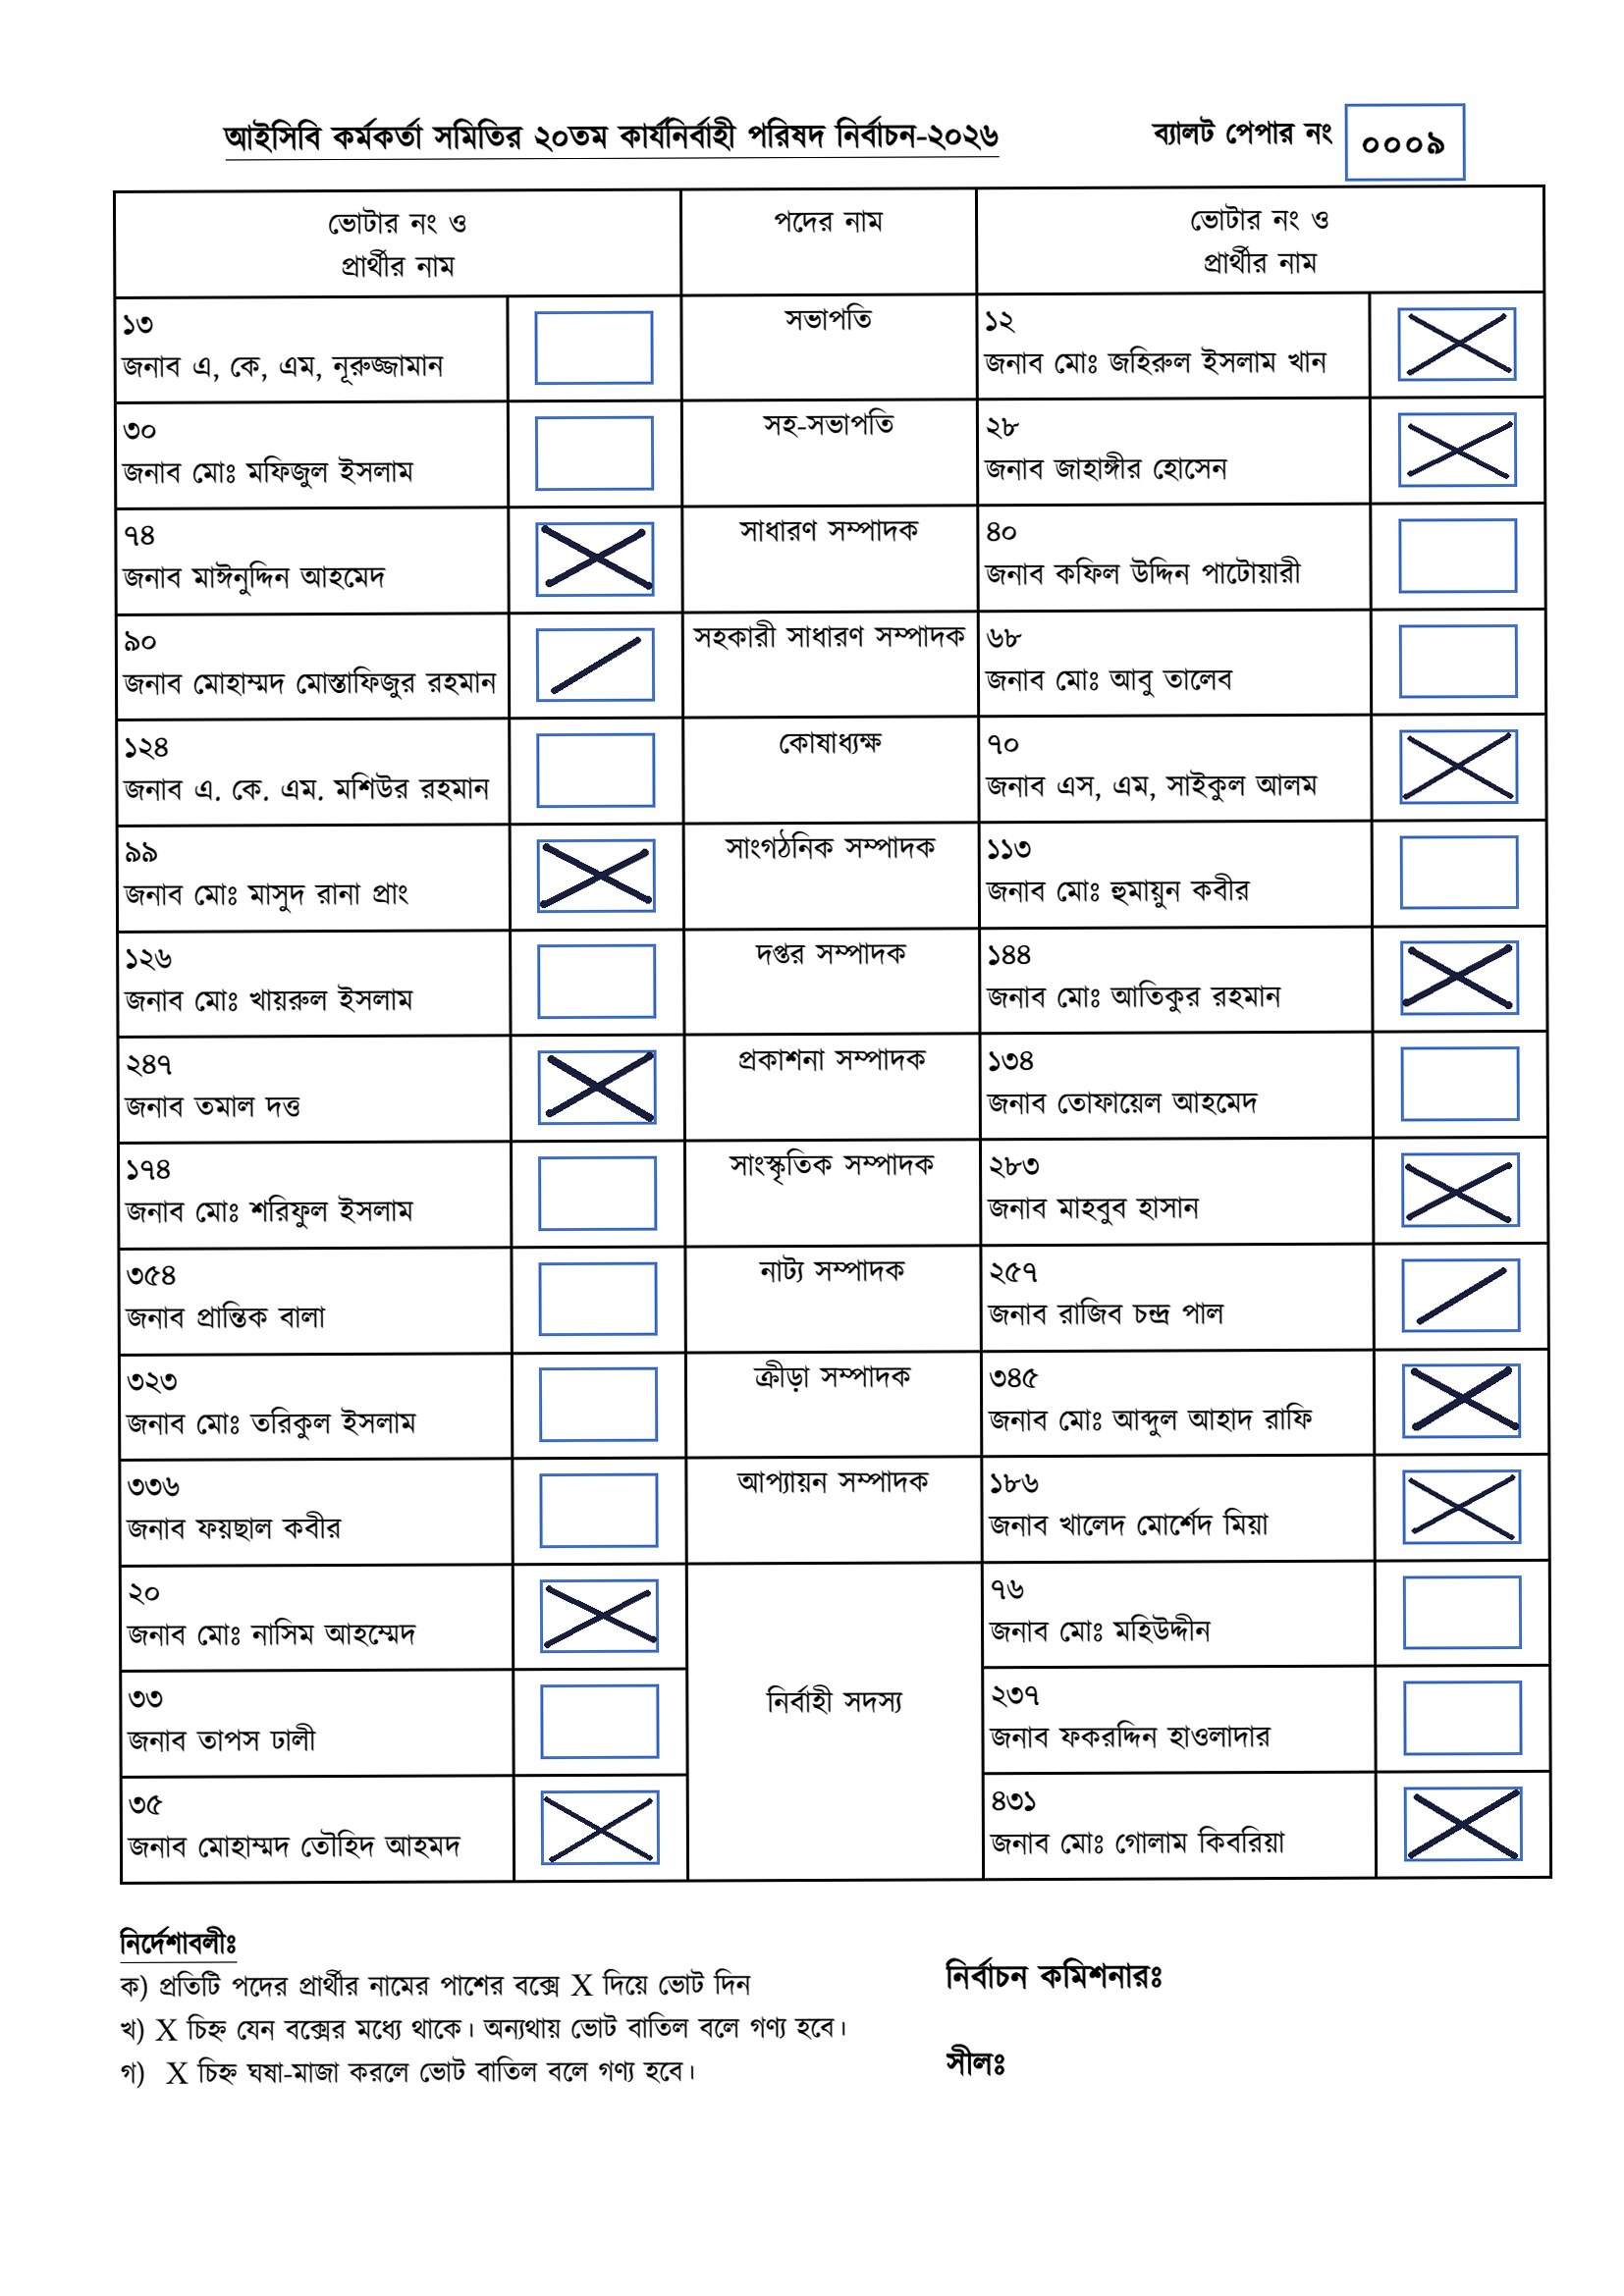 আইসিবি কর্মকর্তা সমিতির ২০তম কার্যনির্বাহী পরিষদ নির্বাচন-২০২৬
ব্যালট পেপার নং ০০০৯
ভোটার নং ও
প্রার্থীর নাম
পদের নাম
ভোটার নং ও
প্রার্থীর নাম
১৩
জনাব এ, কে, এম, নূরুজ্জামান
সভাপতি
১২
জনাব মোঃ জহিরুল ইসলাম খান
৩০
জনাব মোঃ মফিজুল ইসলাম
সহ-সভাপতি
২৮
জনাব জাহাঙ্গীর হোসেন
৭৪
জনাব মাঈনুদ্দিন আহমেদ
সাধারণ সম্পাদক
৪০
জনাব কফিল উদ্দিন পাটোয়ারী
৯০
জনাব মোহাম্মদ মোস্তাফিজুর রহমান
সহকারী সাধারণ সম্পাদক
৬৮
জনাব মোঃ আবু তালেব
১২৪
জনাব এ. কে. এম. মশিউর রহমান
কোষাধ্যক্ষ
৭০
জনাব এস, এম, সাইকুল আলম
৯৯
জনাব মোঃ মাসুদ রানা প্রাং
সাংগঠনিক সম্পাদক
১১৩
জনাব মোঃ হুমায়ুন কবীর
১২৬
জনাব মোঃ খায়রুল ইসলাম
দপ্তর সম্পাদক
১৪৪
জনাব মোঃ আতিকুর রহমান
২৪৭
জনাব তমাল দত্ত
প্রকাশনা সম্পাদক
১৩৪
জনাব তোফায়েল আহমেদ
১৭৪
জনাব মোঃ শরিফুল ইসলাম
সাংস্কৃতিক সম্পাদক
২৮৩
জনাব মাহবুব হাসান
৩৫৪
জনাব প্রান্তিক বালা
নাট্য সম্পাদক
২৫৭
জনাব রাজিব চন্দ্র পাল
৩২৩
জনাব মোঃ তরিকুল ইসলাম
ক্রীড়া সম্পাদক
৩৪৫
জনাব মোঃ আব্দুল আহাদ রাফি
৩৩৬
জনাব ফয়ছাল কবীর
আপ্যায়ন সম্পাদক
১৮৬
জনাব খালেদ মোর্শেদ মিয়া
২০
জনাব মোঃ নাসিম আহম্মেদ
৭৬
জনাব মোঃ মহিউদ্দীন
৩৩
জনাব তাপস ঢালী
নির্বাহী সদস্য
২৩৭
জনাব ফকরদ্দিন হাওলাদার
৩৫
জনাব মোহাম্মদ তৌহিদ আহমদ
৪৩১
জনাব মোঃ গোলাম কিবরিয়া
নির্দেশাবলীঃ
ক) প্রতিটি পদের প্রার্থীর নামের পাশের বক্সে X দিয়ে ভোট দিন
খ) X চিহ্ন যেন বক্সের মধ্যে থাকে। অন্যথায় ভোট বাতিল বলে গণ্য হবে।
গ) X চিহ্ন ঘষা-মাজা করলে ভোট বাতিল বলে গণ্য হবে।
নির্বাচন কমিশনারঃ
সীলঃ